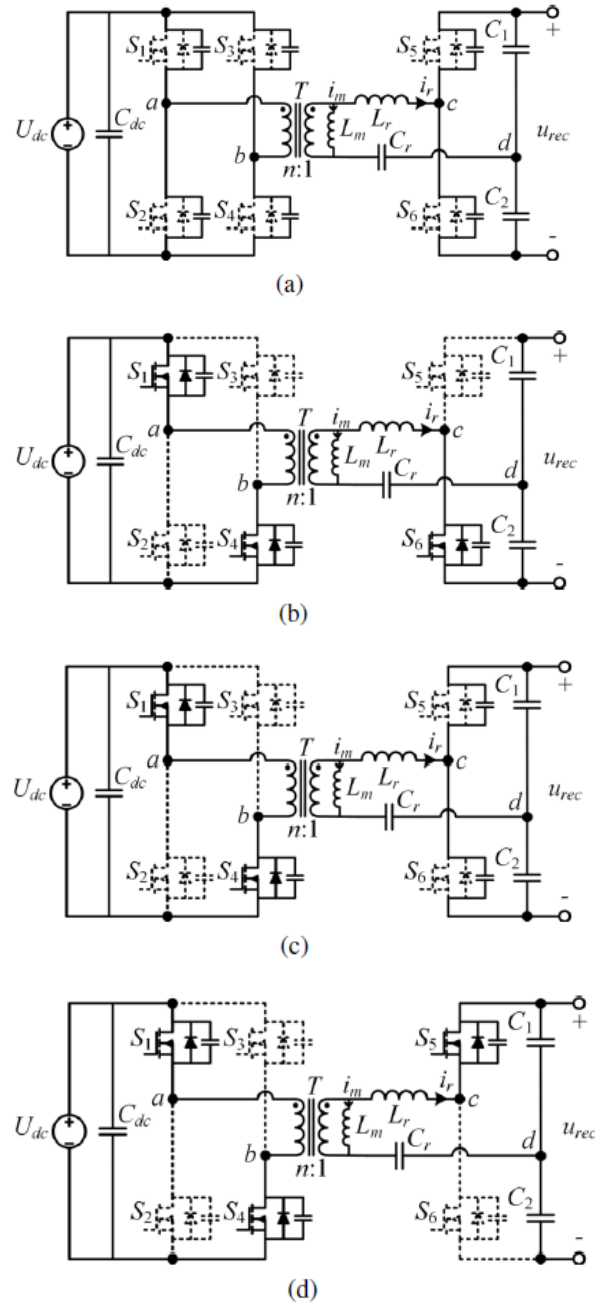 S1 S3 S5 C1 +
T im ir
a c
Udc Cdc Lm Lr urec
b Cr d
n:1
S2 S4 S6 C2 -
(a)
S1 S3 S5 C1 +
T im ir
a c
Udc Cdc Lm Lr urec
b Cr d
n:1
S2 S4 S6 C2 -
(b)
S1 S3 S5 C1 +
T im ir
a c
Udc Cdc Lm Lr urec
b Cr d
n:1
S2 S4 S6 C2 -
(c)
S1 S3 S5 C1 +
T im ir
a c
Udc Cdc Lm Lr urec
b Cr d
n:1
S2 S4 S6 C2 -
(d)